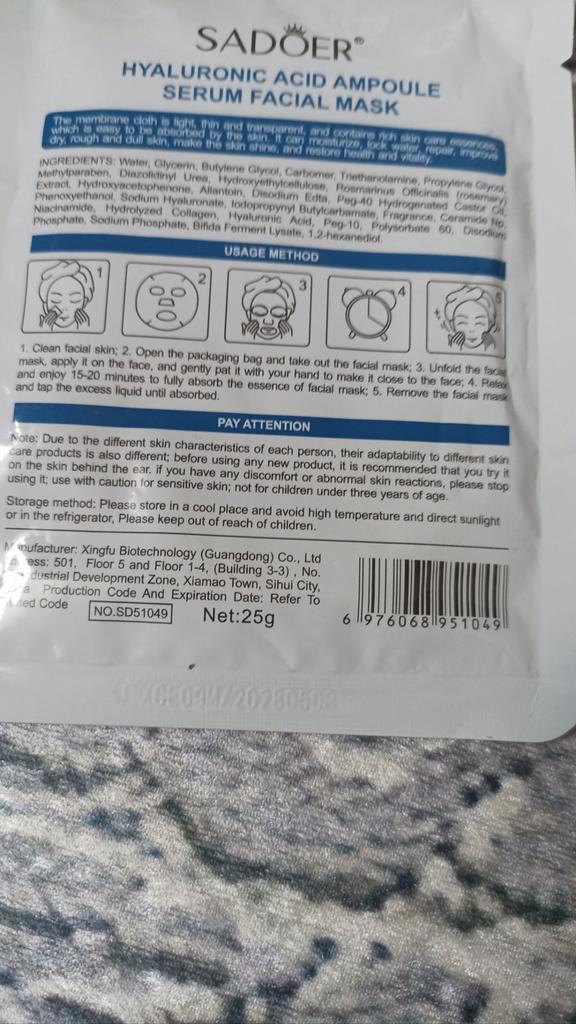 SADOER®
HYALURONIC ACID AMPOULE
SERUM FACIAL MASK
The membrane cloth is light, thin and transparent, and contains rich skin care essences,
which is easy to be absorbed by the skin. It can moisturize, lock water, repair, improve
dry, rough and dull skin, make the skin shine, and restore health and vitality.
INGREDIENTS: Water, Glycerin, Butylene Glycol, Carbomer, Triethanolamine, Propylene Glycol,
Methylparaben, Diazolidinyl Urea, Hydroxyethylcellulose, Rosmarinus Officinalis (rosemary)
Extract, Hydroxyacetophenone, Allantoin, Disodium Edta, Peg-40 Hydrogenated Castor Oil,
Phenoxyethanol, Sodium Hyaluronate, Iodopropynyl Butylcarbamate, Fragrance, Ceramide Np,
Niacinamide, Hydrolyzed Collagen, Hyaluronic Acid, Peg-10, Polysorbate 60, Disodium
Phosphate, Sodium Phosphate, Bifida Ferment Lysate, 1,2-hexanediol.
USAGE METHOD
1 2 3 4 5
1. Clean facial skin; 2. Open the packaging bag and take out the facial mask; 3. Unfold the facial
mask, apply it on the face, and gently pat it with your hand to make it close to the face; 4. Relax
and enjoy 15-20 minutes to fully absorb the essence of facial mask; 5. Remove the facial mask
and tap the excess liquid until absorbed.
PAY ATTENTION
Note: Due to the different skin characteristics of each person, their adaptability to different skin
care products is also different; before using any new product, it is recommended that you try it
on the skin behind the ear. if you have any discomfort or abnormal skin reactions, please stop
using it; use with caution for sensitive skin; not for children under three years of age.
Storage method: Please store in a cool place and avoid high temperature and direct sunlight
or in the refrigerator, Please keep out of reach of children.
Manufacturer: Xingfu Biotechnology (Guangdong) Co., Ltd
501, Floor 5 and Floor 1-4, (Building 3-3) , No.
Development Zone, Xiamao Town, Sihui City,
Production Code And Expiration Date: Refer To
Code
NO.SD51049
Net:25g
6 976068 951049